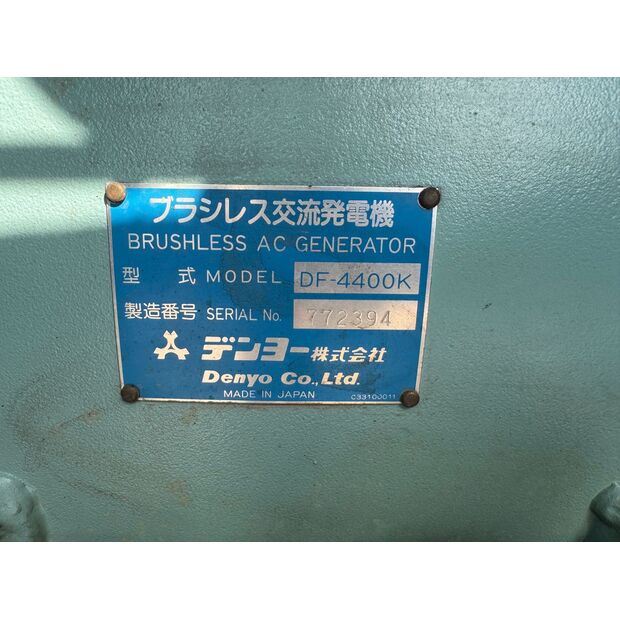 ブラシレス交流発電機
BRUSHLESS AC GENERATOR
型 式 MODEL DF-4400K
製造番号 SERIAL No. 772394
デンヨー株式会社
Denyo Co.,Ltd.
MADE IN JAPAN C33100011